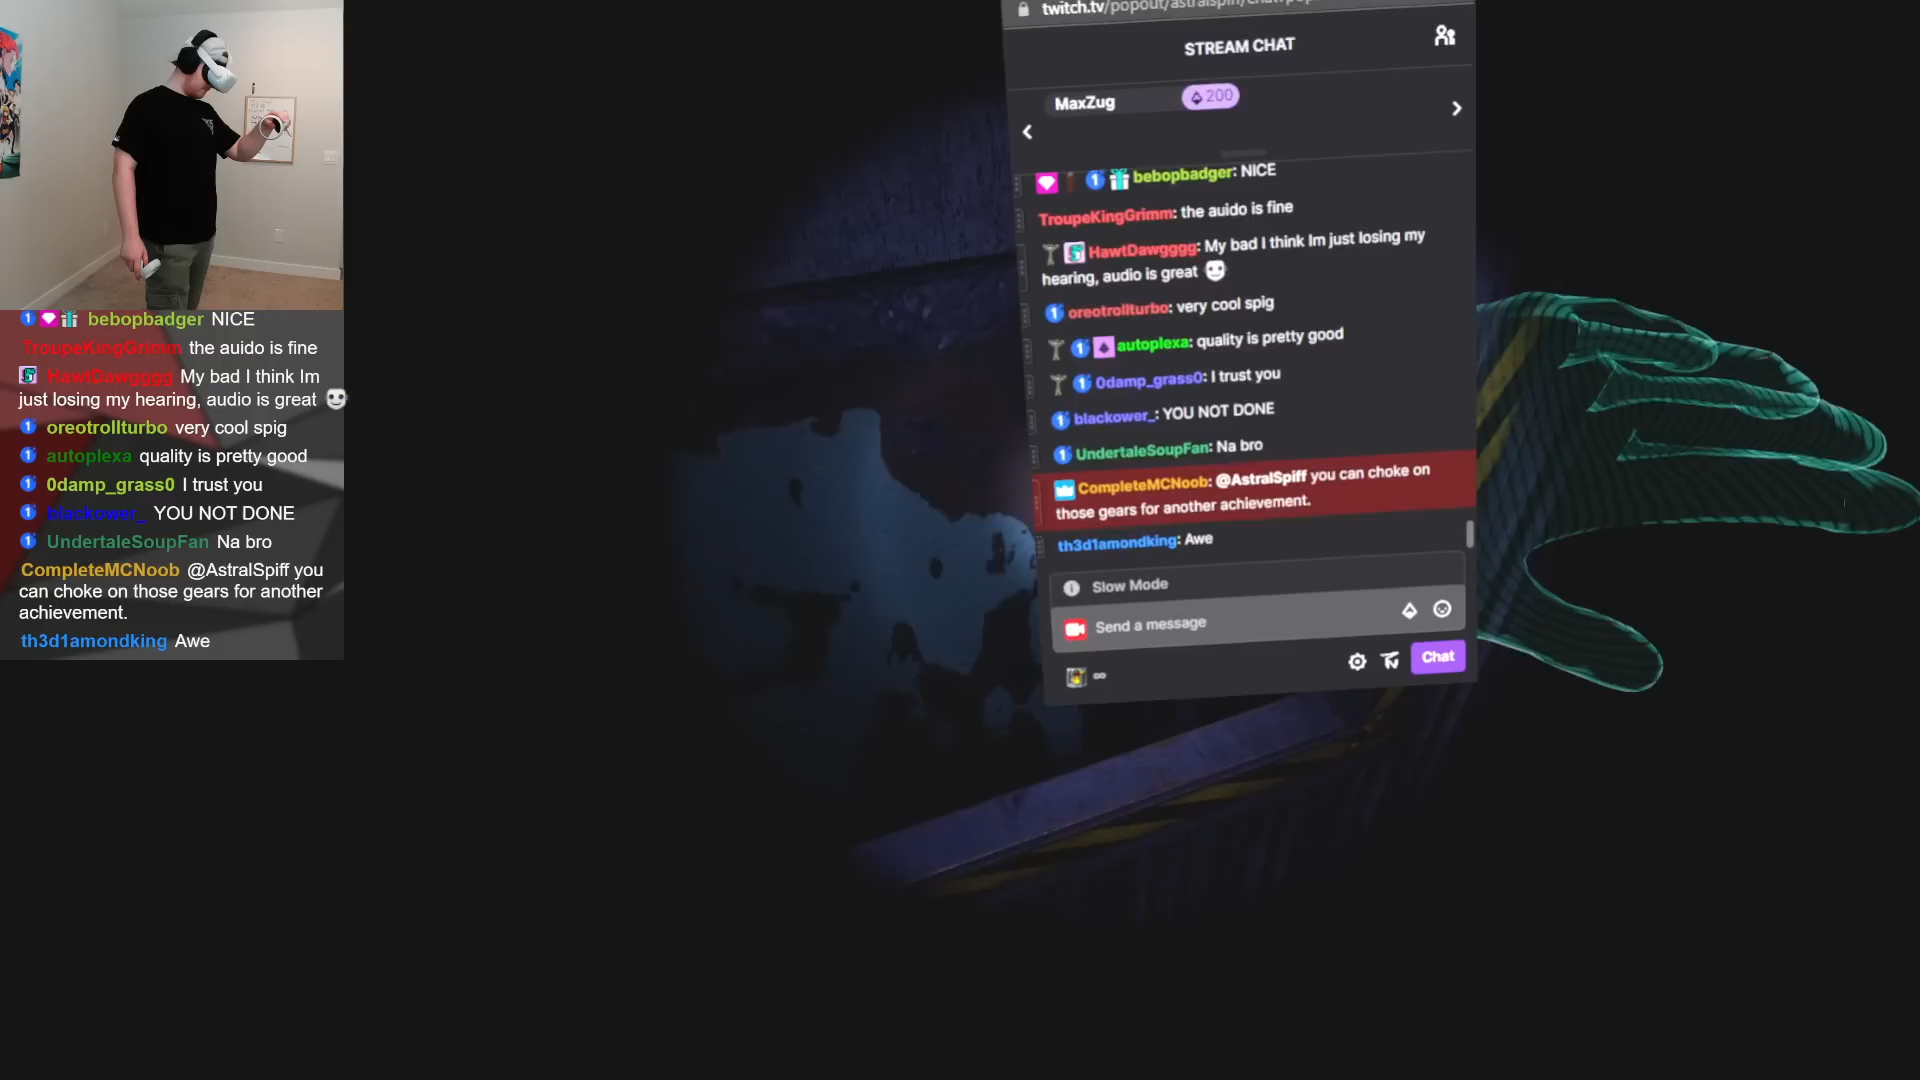 bebopbadger NICE
TroupeKingGrimm the auido is fine
HawtDawgggg My bad I think Im
just losing my hearing, audio is great
oreotrollturbo very cool spig
autoplexa quality is pretty good
0damp_grass0 I trust you
blackower_ YOU NOT DONE
UndertaleSoupFan Na bro
CompleteMCNoob @AstralSpiff you
can choke on those gears for another
achievement.
th3d1amondking Awe
twitch.tv/popout/astralspiff/chat?
STREAM CHAT
MaxZug 200
bebopbadger: NICE
TroupeKingGrimm: the auido is fine
HawtDawgggg: My bad I think Im just losing my
hearing, audio is great
oreotrollturbo: very cool spig
autoplexa: quality is pretty good
0damp_grass0: I trust you
blackower_: YOU NOT DONE
UndertaleSoupFan: Na bro
CompleteMCNoob: @AstralSpiff you can choke on
those gears for another achievement.
th3d1amondking: Awe
Slow Mode
Send a message
∞
Chat